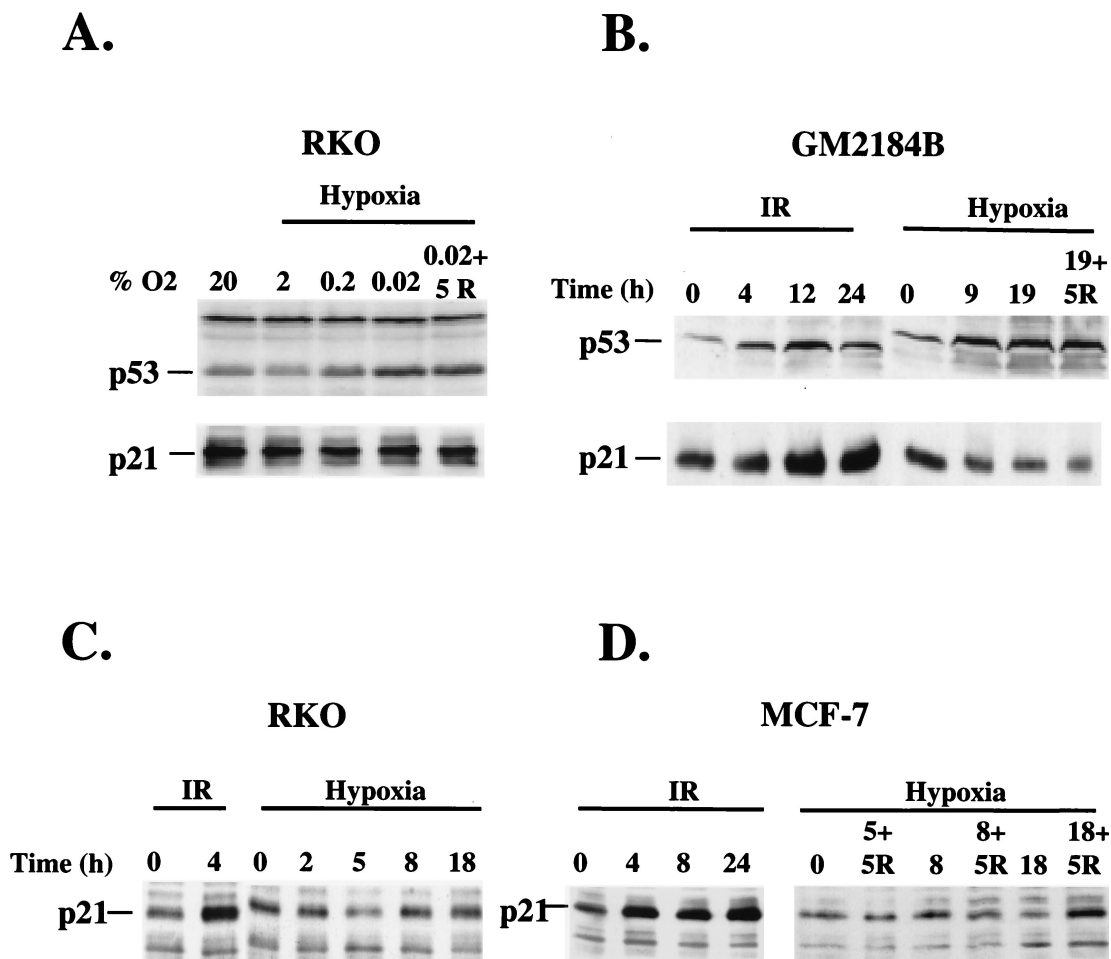 A.
RKO
Hypoxia
% O2 20 2 0.2 0.02 0.02+ 5 R
p53
p21
B.
GM2184B
IR Hypoxia
Time (h) 0 4 12 24 0 9 19 19+ 5R
p53
p21
C.
RKO
IR Hypoxia
Time (h) 0 4 0 2 5 8 18
p21
D.
MCF-7
IR Hypoxia
0 4 8 24 0 5+ 5R 8 8+ 5R 18 18+ 5R
p21